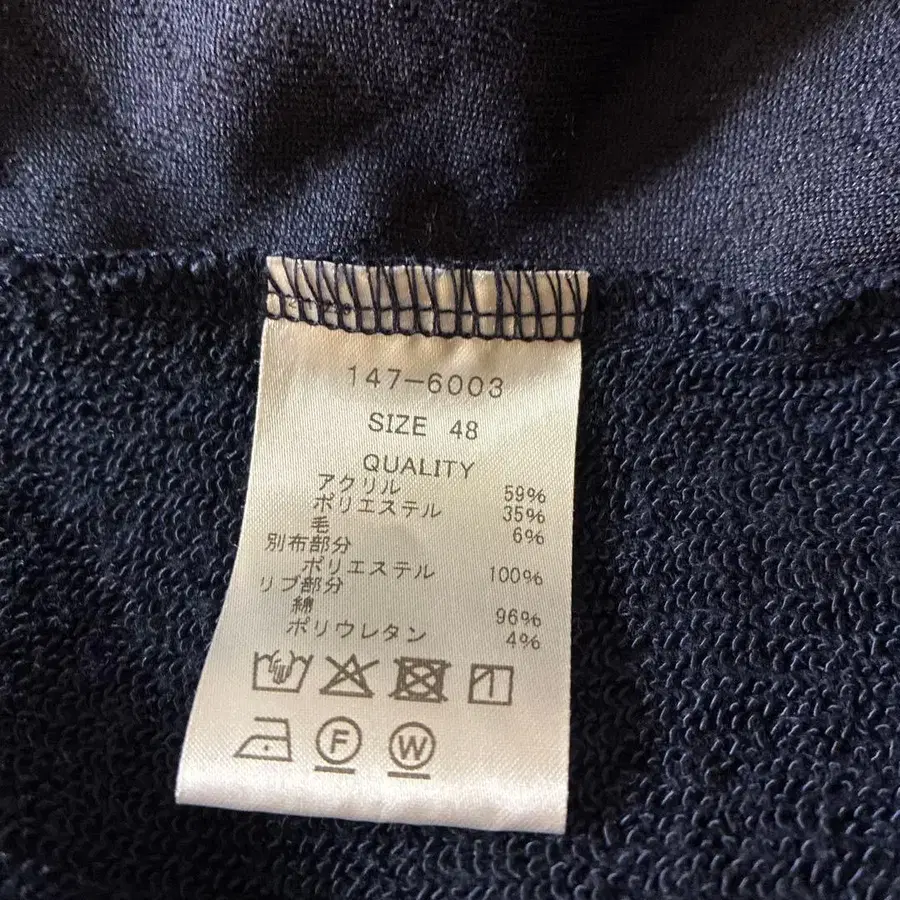 147-6003
SIZE 48
QUALITY
アクリル 59%
ポリエステル 35%
毛 6%
別布部分
ポリエステル 100%
リブ部分
綿 96%
ポリウレタン 4%
F W